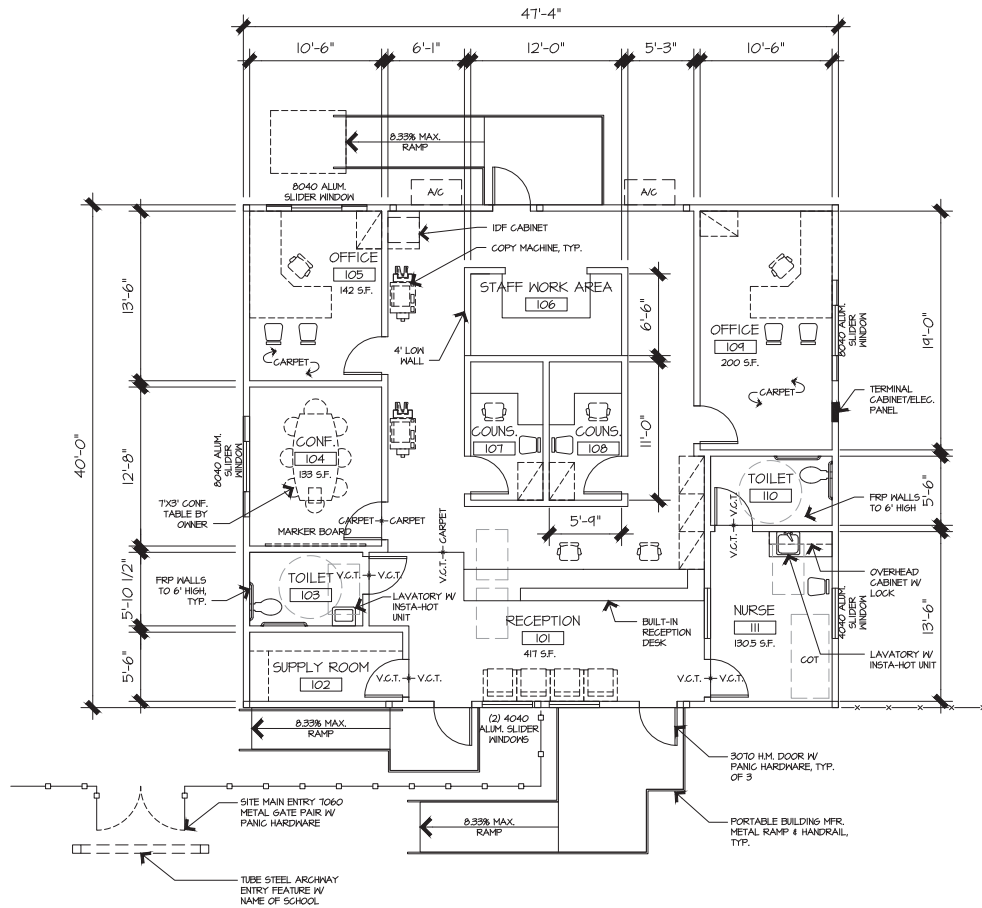 47'-4"
10'-6"
6'-1"
12'-0"
5'-3"
10'-6"
8.33% MAX.
RAMP
8040 ALUM.
SLIDER WINDOW
A/C
A/C
IDF CABINET
COPY MACHINE, TYP.
OFFICE
105
142 S.F.
CARPET
4' LOW
WALL
STAFF WORK AREA
106
OFFICE
109
200 S.F.
CARPET
8040 ALUM.
SLIDER
WINDOW
TERMINAL
CABINET/ELEC.
PANEL
40'-0"
13'-6"
12'-8"
5'-10 1/2"
5'-6"
6'-6"
11'-0"
19'-0"
5'-6"
13'-6"
COUNS.
107
COUNS.
108
8040 ALUM.
SLIDER
WINDOW
CONF.
104
133 S.F.
7'X3' CONF.
TABLE BY
OWNER
MARKER BOARD
CARPET
CARPET
V.C.T.
CARPET
5'-9"
TOILET
110
V.C.T.
V.C.T.
FRP WALLS
TO 6' HIGH
FRP WALLS
TO 6' HIGH,
TYP.
TOILET
103
V.C.T.
V.C.T.
LAVATORY W/
INSTA-HOT
UNIT
OVERHEAD
CABINET W/
LOCK
4040 ALUM.
SLIDER
WINDOW
NURSE
111
130.5 S.F.
COT
LAVATORY W/
INSTA-HOT UNIT
RECEPTION
101
417 S.F.
BUILT-IN
RECEPTION
DESK
SUPPLY ROOM
102
V.C.T.
V.C.T.
V.C.T.
V.C.T.
8.33% MAX.
RAMP
(2) 4040
ALUM. SLIDER
WINDOWS
3070 H.M. DOOR W/
PANIC HARDWARE, TYP.
OF 3
SITE MAIN ENTRY 7060
METAL GATE PAIR W/
PANIC HARDWARE
8.33% MAX.
RAMP
PORTABLE BUILDING MFR.
METAL RAMP & HANDRAIL,
TYP.
TUBE STEEL ARCHWAY
ENTRY FEATURE W/
NAME OF SCHOOL